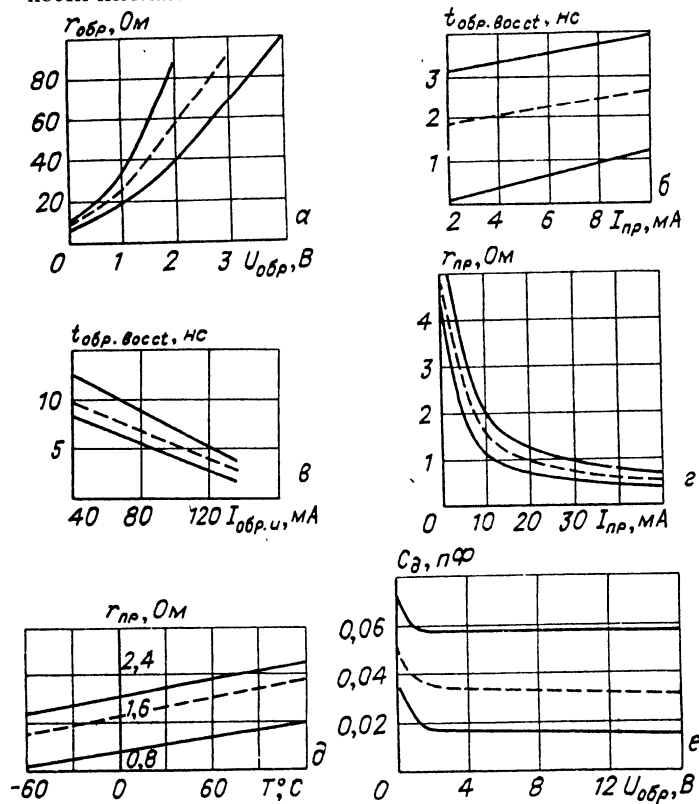 r обр, Ом
80
60
40
20
0 1 2 U обр, В
а
t обр.восст, нс
3
2
1
2 4 6 8 I пр, мА
б
t обр.восст, нс
10
5
40 80 120 I обр.и, мА
в
r пр, Ом
4
3
2
1
0 10 20 30 I пр, мА
г
r пр, Ом
2,4
1,6
0,8
-60 0 60 T,°С
д
C д, пФ
0,06
0,04
0,02
0 4 8 12 U обр, В
е